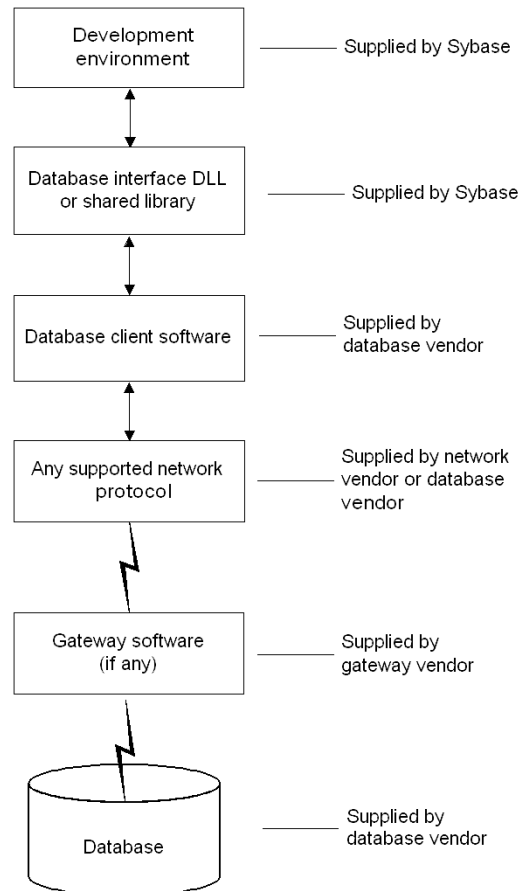 Development
environment
Supplied by Sybase
Database interface DLL
or shared library
Supplied by Sybase
Database client software
Supplied by
database vendor
Any supported network
protocol
Supplied by network
vendor or database
vendor
Gateway software
(if any)
Supplied by
gateway vendor
Database
Supplied by
database vendor